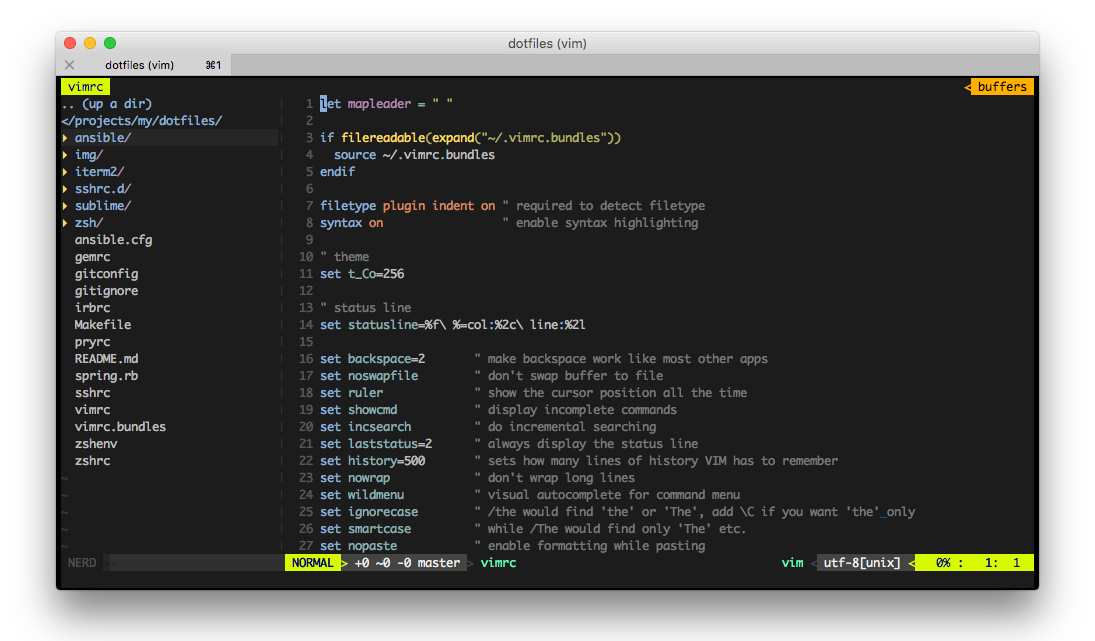 dotfiles (vim)
dotfiles (vim) ⌘1
vimrc
< buffers
.. (up a dir)
</projects/my/dotfiles/
▸ ansible/
▸ img/
▸ iterm2/
▸ sshrc.d/
▸ sublime/
▸ zsh/
ansible.cfg
gemrc
gitconfig
gitignore
irbrc
Makefile
pryrc
README.md
spring.rb
sshrc
vimrc
vimrc.bundles
zshenv
zshrc
~
~
~
~
~
1 let mapleader = " "
2
3 if filereadable(expand("~/.vimrc.bundles"))
4   source ~/.vimrc.bundles
5 endif
6
7 filetype plugin indent on " required to detect filetype
8 syntax on                 " enable syntax highlighting
9
10 " theme
11 set t_Co=256
12
13 " status line
14 set statusline=%f\ %=col:%2c\ line:%2l
15
16 set backspace=2       " make backspace work like most other apps
17 set noswapfile        " don't swap buffer to file
18 set ruler             " show the cursor position all the time
19 set showcmd           " display incomplete commands
20 set incsearch         " do incremental searching
21 set laststatus=2      " always display the status line
22 set history=500       " sets how many lines of history VIM has to remember
23 set nowrap            " don't wrap long lines
24 set wildmenu          " visual autocomplete for command menu
25 set ignorecase        " /the would find 'the' or 'The', add \C if you want 'the'_only
26 set smartcase         " while /The would find only 'The' etc.
27 set nopaste           " enable formatting while pasting
NERD
NORMAL > +0 ~0 -0 master > vimrc
vim < utf-8[unix] < 0% : 1: 1